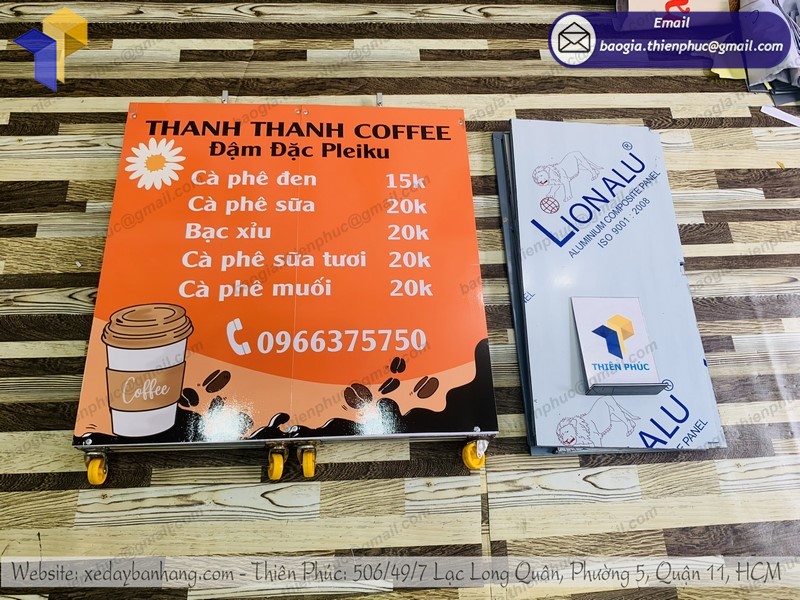 Email
baogia.thienphuc@gmail.com
THANH THANH COFFEE
Đậm Đặc Pleiku
Cà phê đen 15k
Cà phê sữa 20k
Bạc xỉu 20k
Cà phê sữa tươi 20k
Cà phê muối 20k
0966375750
Coffee
LIONALU®
ALUMINIUM COMPOSITE PANEL
ISO 9001 : 2008
THIÊN PHÚC
LIONALU®
Website: xedaybanhang.com - Thiên Phúc: 506/49/7 Lạc Long Quân, Phường 5, Quận 11, HCM